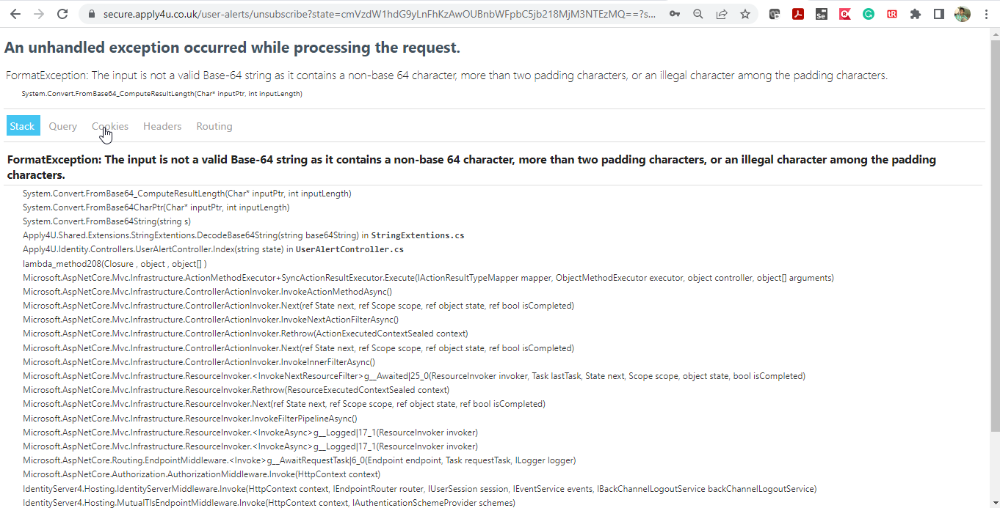 secure.apply4u.co.uk/user-alerts/unsubscribe?state=cmVzdW1hdG9yLnFhKzAwOUBnbWFpbC5jb218MjM3NTEzMQ==?s...
An unhandled exception occurred while processing the request.
FormatException: The input is not a valid Base-64 string as it contains a non-base 64 character, more than two padding characters, or an illegal character among the padding characters.
System.Convert.FromBase64_ComputeResultLength(Char* inputPtr, int inputLength)
Stack Query Cookies Headers Routing
FormatException: The input is not a valid Base-64 string as it contains a non-base 64 character, more than two padding characters, or an illegal character among the padding
characters.
System.Convert.FromBase64_ComputeResultLength(Char* inputPtr, int inputLength)
System.Convert.FromBase64CharPtr(Char* inputPtr, int inputLength)
System.Convert.FromBase64String(string s)
Apply4U.Shared.Extensions.StringExtentions.DecodeBase64String(string base64String) in StringExtentions.cs
Apply4U.Identity.Controllers.UserAlertController.Index(string state) in UserAlertController.cs
lambda_method208(Closure , object , object[] )
Microsoft.AspNetCore.Mvc.Infrastructure.ActionMethodExecutor+SyncActionResultExecutor.Execute(IActionResultTypeMapper mapper, ObjectMethodExecutor executor, object controller, object[] arguments)
Microsoft.AspNetCore.Mvc.Infrastructure.ControllerActionInvoker.InvokeActionMethodAsync()
Microsoft.AspNetCore.Mvc.Infrastructure.ControllerActionInvoker.Next(ref State next, ref Scope scope, ref object state, ref bool isCompleted)
Microsoft.AspNetCore.Mvc.Infrastructure.ControllerActionInvoker.InvokeNextActionFilterAsync()
Microsoft.AspNetCore.Mvc.Infrastructure.ControllerActionInvoker.Rethrow(ActionExecutedContextSealed context)
Microsoft.AspNetCore.Mvc.Infrastructure.ControllerActionInvoker.Next(ref State next, ref Scope scope, ref object state, ref bool isCompleted)
Microsoft.AspNetCore.Mvc.Infrastructure.ControllerActionInvoker.InvokeInnerFilterAsync()
Microsoft.AspNetCore.Mvc.Infrastructure.ResourceInvoker.<InvokeNextResourceFilter>g__Awaited|25_0(ResourceInvoker invoker, Task lastTask, State next, Scope scope, object state, bool isCompleted)
Microsoft.AspNetCore.Mvc.Infrastructure.ResourceInvoker.Rethrow(ResourceExecutedContextSealed context)
Microsoft.AspNetCore.Mvc.Infrastructure.ResourceInvoker.Next(ref State next, ref Scope scope, ref object state, ref bool isCompleted)
Microsoft.AspNetCore.Mvc.Infrastructure.ResourceInvoker.InvokeFilterPipelineAsync()
Microsoft.AspNetCore.Mvc.Infrastructure.ResourceInvoker.<InvokeAsync>g__Logged|17_1(ResourceInvoker invoker)
Microsoft.AspNetCore.Mvc.Infrastructure.ResourceInvoker.<InvokeAsync>g__Logged|17_1(ResourceInvoker invoker)
Microsoft.AspNetCore.Routing.EndpointMiddleware.<Invoke>g__AwaitRequestTask|6_0(Endpoint endpoint, Task requestTask, ILogger logger)
Microsoft.AspNetCore.Authorization.AuthorizationMiddleware.Invoke(HttpContext context)
IdentityServer4.Hosting.IdentityServerMiddleware.Invoke(HttpContext context, IEndpointRouter router, IUserSession session, IEventService events, IBackChannelLogoutService backChannelLogoutService)
IdentityServer4.Hosting.MutualTlsEndpointMiddleware.Invoke(HttpContext context, IAuthenticationSchemeProvider schemes)